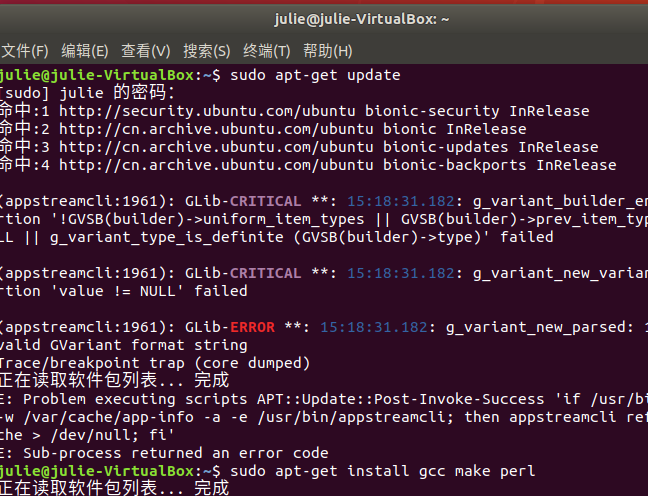 julie@julie-VirtualBox: ~
文件(F) 编辑(E) 查看(V) 搜索(S) 终端(T) 帮助(H)
julie@julie-VirtualBox:~$ sudo apt-get update
[sudo] julie 的密码：
命中:1 http://security.ubuntu.com/ubuntu bionic-security InRelease
命中:2 http://cn.archive.ubuntu.com/ubuntu bionic InRelease
命中:3 http://cn.archive.ubuntu.com/ubuntu bionic-updates InRelease
命中:4 http://cn.archive.ubuntu.com/ubuntu bionic-backports InRelease
(appstreamcli:1961): GLib-CRITICAL **: 15:18:31.182: g_variant_builder_en
rtion '!GVSB(builder)->uniform_item_types || GVSB(builder)->prev_item_typ
LL || g_variant_type_is_definite (GVSB(builder)->type)' failed
(appstreamcli:1961): GLib-CRITICAL **: 15:18:31.182: g_variant_new_varian
rtion 'value != NULL' failed
(appstreamcli:1961): GLib-ERROR **: 15:18:31.182: g_variant_new_parsed: 1
valid GVariant format string
Trace/breakpoint trap (core dumped)
正在读取软件包列表... 完成
E: Problem executing scripts APT::Update::Post-Invoke-Success 'if /usr/bi
-w /var/cache/app-info -a -e /usr/bin/appstreamcli; then appstreamcli ref
che > /dev/null; fi'
E: Sub-process returned an error code
julie@julie-VirtualBox:~$ sudo apt-get install gcc make perl
正在读取软件包列表... 完成